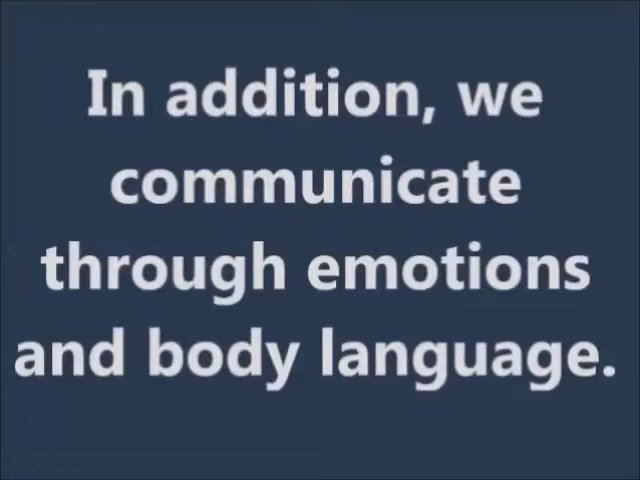 In addition, we
communicate
through emotions
and body language.